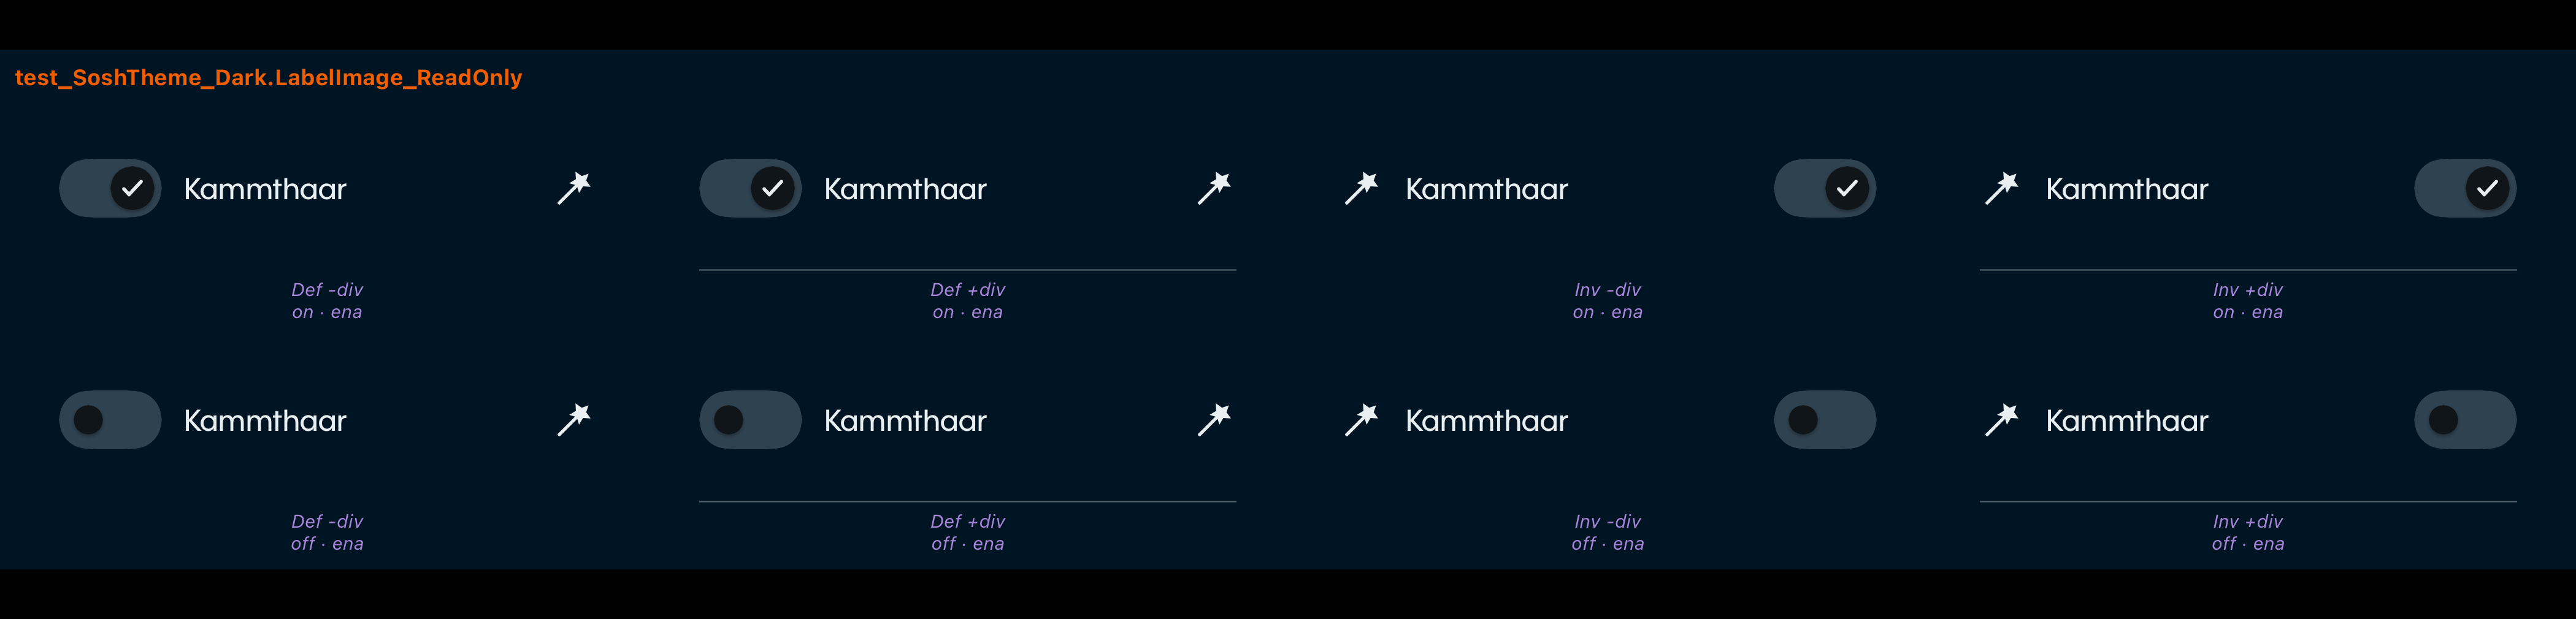 test_SoshTheme_Dark.LabelImage_ReadOnly
Kammthaar
Kammthaar
Kammthaar
Kammthaar
Def -div
on · ena
Def +div
on · ena
Inv -div
on · ena
Inv +div
on · ena
Kammthaar
Kammthaar
Kammthaar
Kammthaar
Def -div
off · ena
Def +div
off · ena
Inv -div
off · ena
Inv +div
off · ena